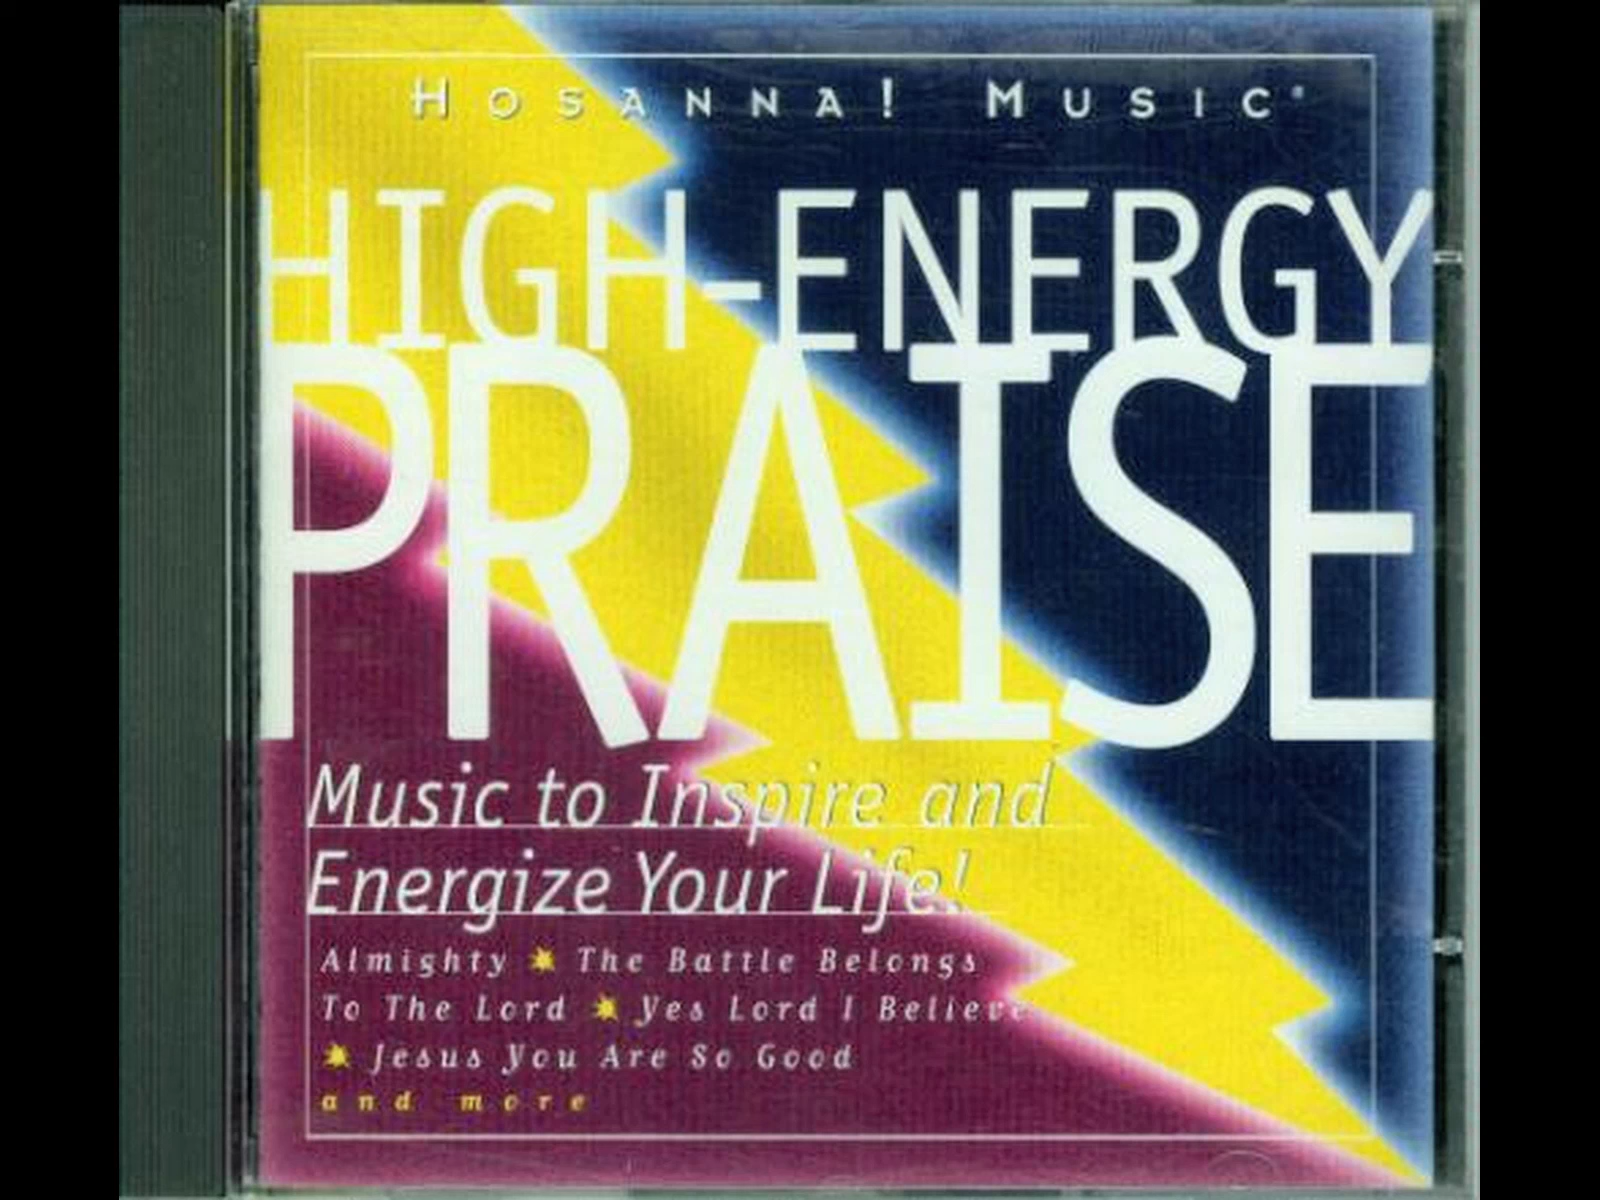 HOSANNA! MUSIC®
HIGH-ENERGY
PRAISE
Music to Inspire and
Energize Your Life!
Almighty ✸ The Battle Belongs
To The Lord ✸ Yes Lord I Believe
✸ Jesus You Are So Good
and more